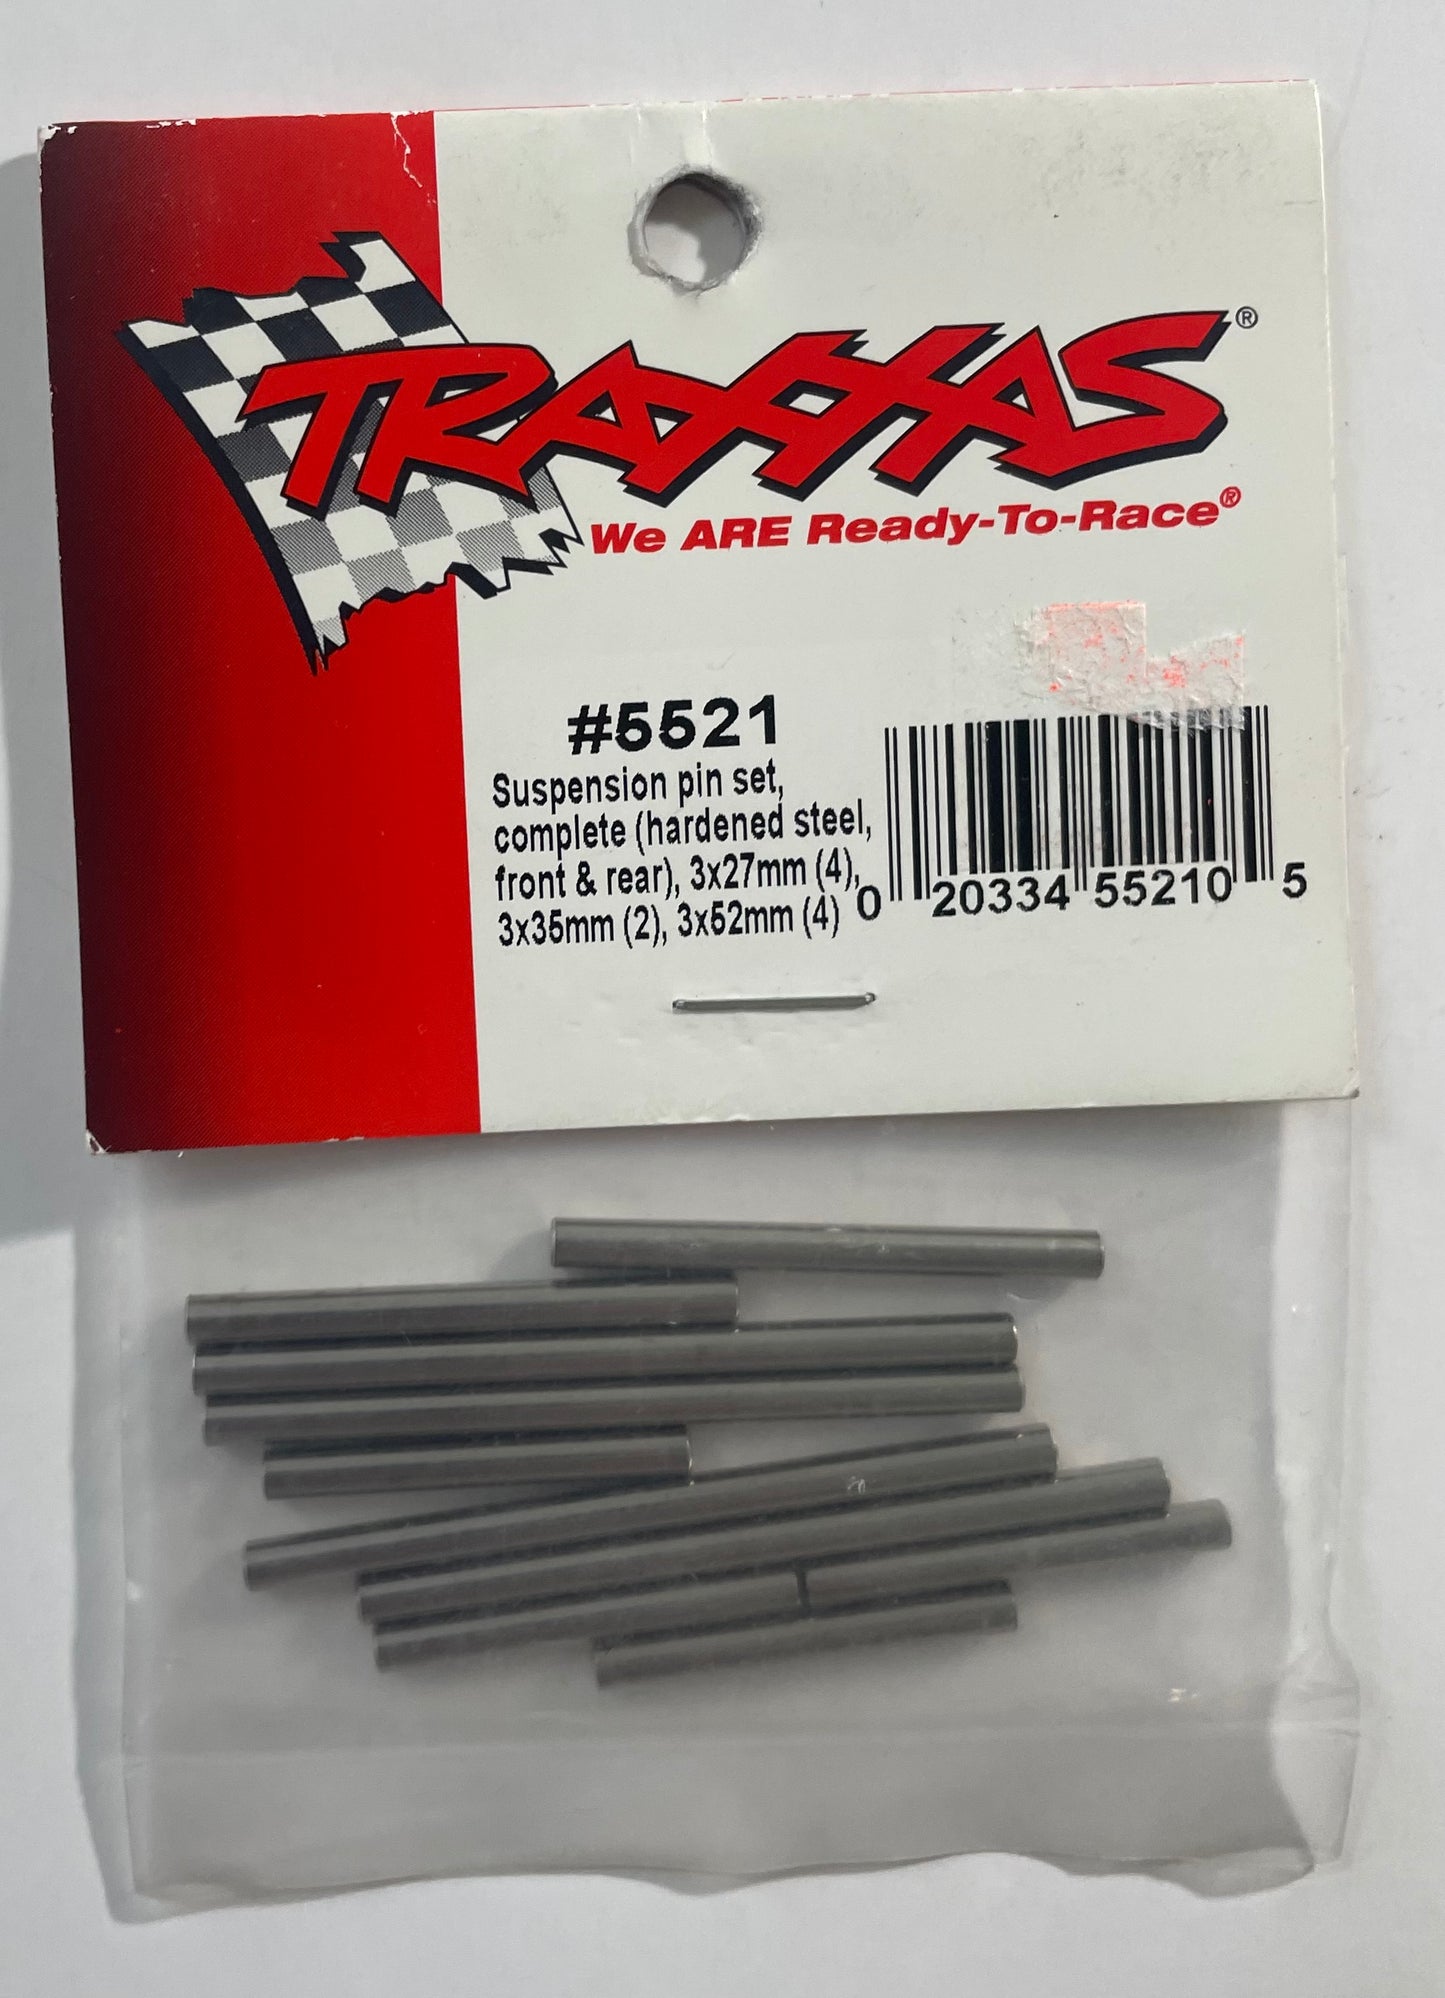 TRAXXAS®
We ARE Ready-To-Race®
#5521
Suspension pin set,
complete (hardened steel,
front & rear), 3x27mm (4),
3x35mm (2), 3x52mm (4)
0 20334 55210 5